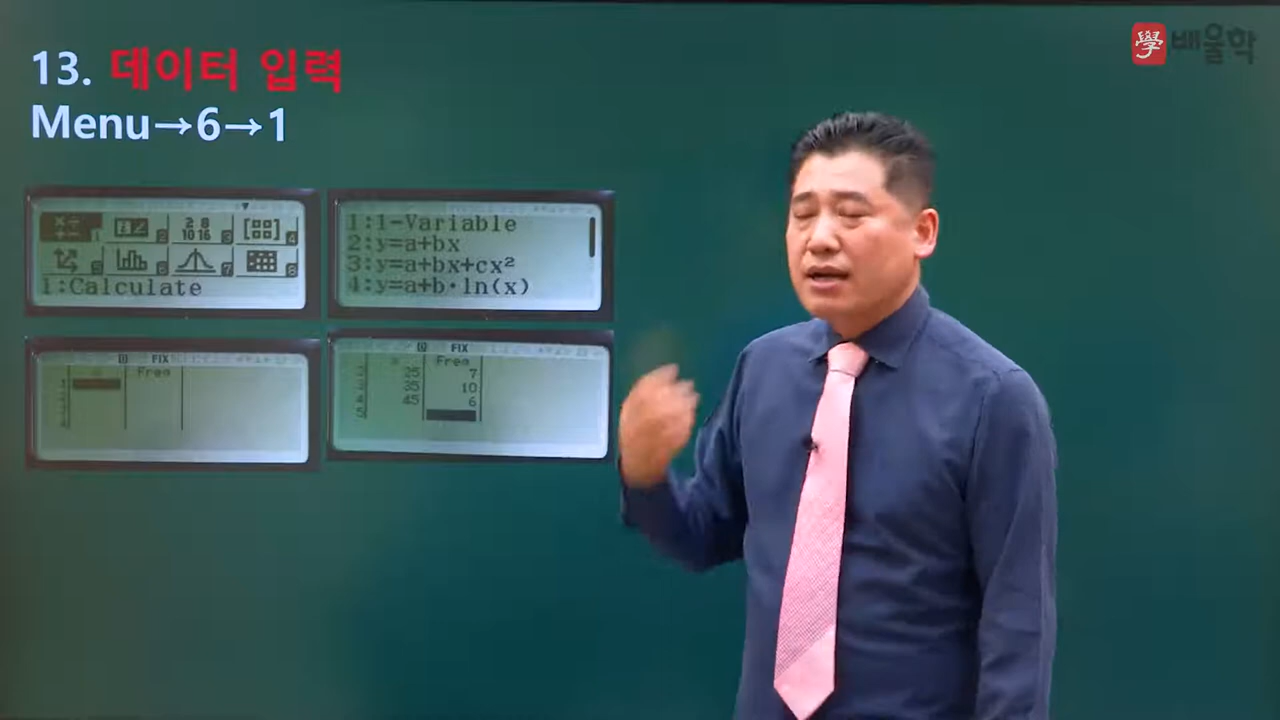 13. 데이터 입력
Menu→6→1
學 배울학
1:Calculate
1:1-Variable
2:y=a+bx
3:y=a+bx+cx²
4:y=a+b·ln(x)
FIX
Freq
FIX
Freq
25 7
35 10
45 6